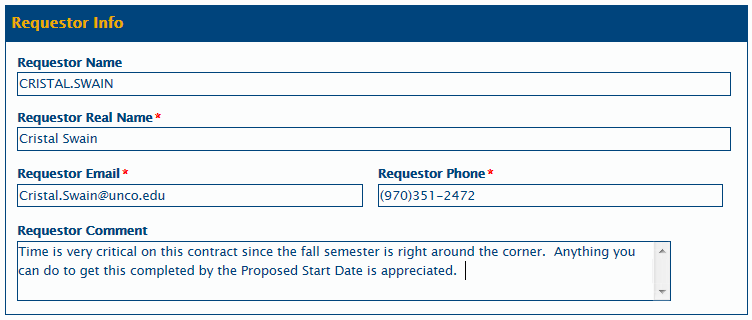 Requestor Info
Requestor Name
CRISTAL.SWAIN
Requestor Real Name*
Cristal Swain
Requestor Email* Requestor Phone*
Cristal.Swain@unco.edu (970)351-2472
Requestor Comment
Time is very critical on this contract since the fall semester is right around the corner.  Anything you
can do to get this completed by the Proposed Start Date is appreciated.